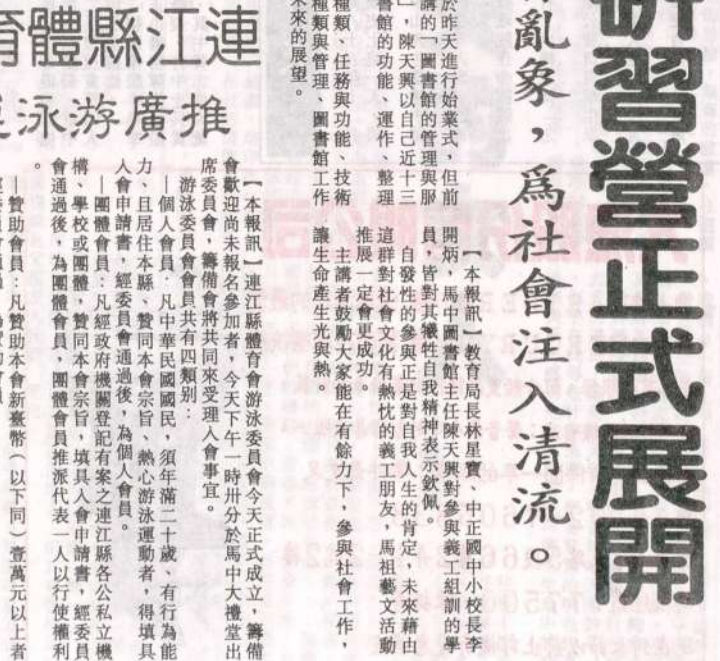 研習營正式展開
亂象，為社會注入清流。
【本報訊】教育局長林星寶、中正國中小校長李
開炳，馬中圖書館主任陳天興對參與義工組訓的學
員，皆對其犧牲自我精神表示欽佩。
自發性的參與正是對自我人生的肯定，未來藉由
這群對社會文化有熱忱的義工朋友，馬祖藝文活動
推展一定會更成功
主講者鼓勵大家能在有餘力下，參與社會工作，
讓生命產生光與熱。
於昨天進行始業式，但前
講的「圖書館的管理與服
」，陳天興以自己近十三
書館的功能、運作、整理
種類、任務與功能、技術
種類與管理、圖書館工作
未來的展望。
連江縣體育
推廣游泳
【本報訊】連江縣體育會游泳委員會今天正式成立，籌備
會歡迎尚未報名參加者，今天下午一時卅分於馬中大禮堂出
席委員會，籌備會將共同來受理入會事宜。
游泳委員會會員共有四類別：
｜個人會員：凡中華民國國民，須年滿二十歲、有行為能
力、且居住本縣、贊同本會宗旨、熱心游泳運動者，得填具
入會申請書，經委員會通過後，為個人會員。
｜團體會員：凡經政府機關登記有案之連江縣各公私立機
構、學校或團體，贊同本會宗旨，填具入會申請書，經委員
會通過後，為團體會員，團體會員推派代表一人以行使權利
。
｜贊助會員：凡贊助本會新臺幣（以下同）壹萬元以上者